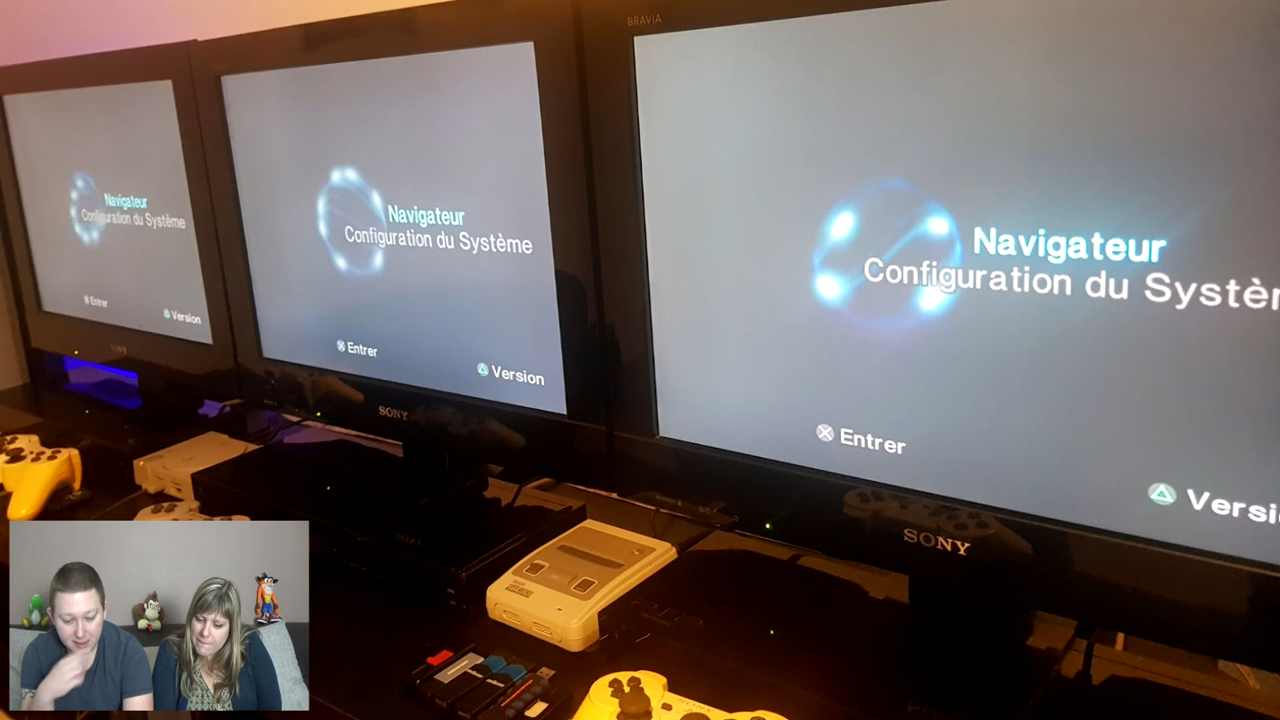 BRAVIA
Navigateur
Configuration du Système
Entrer
Version
SONY
Navigateur
Configuration du Système
Entrer
Version
SONY
Navigateur
Configuration du Systè
Entrer
Versi
SONY